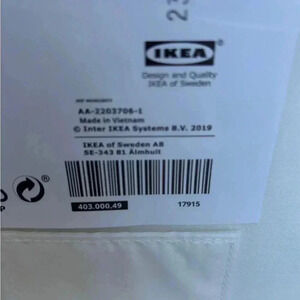 23
IKEA
Design and Quality
IKEA of Sweden
AA-2203706-1
Made in Vietnam
© Inter IKEA Systems B.V. 2019
IKEA of Sweden AB
SE-343 81 Älmhult
403.000.49 17915